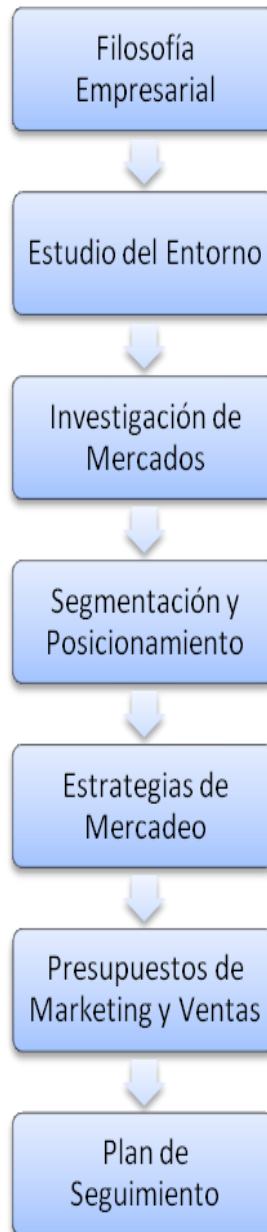 Filosofía
Empresarial
Estudio del Entorno
Investigación de
Mercados
Segmentación y
Posicionamiento
Estrategias de
Mercadeo
Presupuestos de
Marketing y Ventas
Plan de
Seguimiento